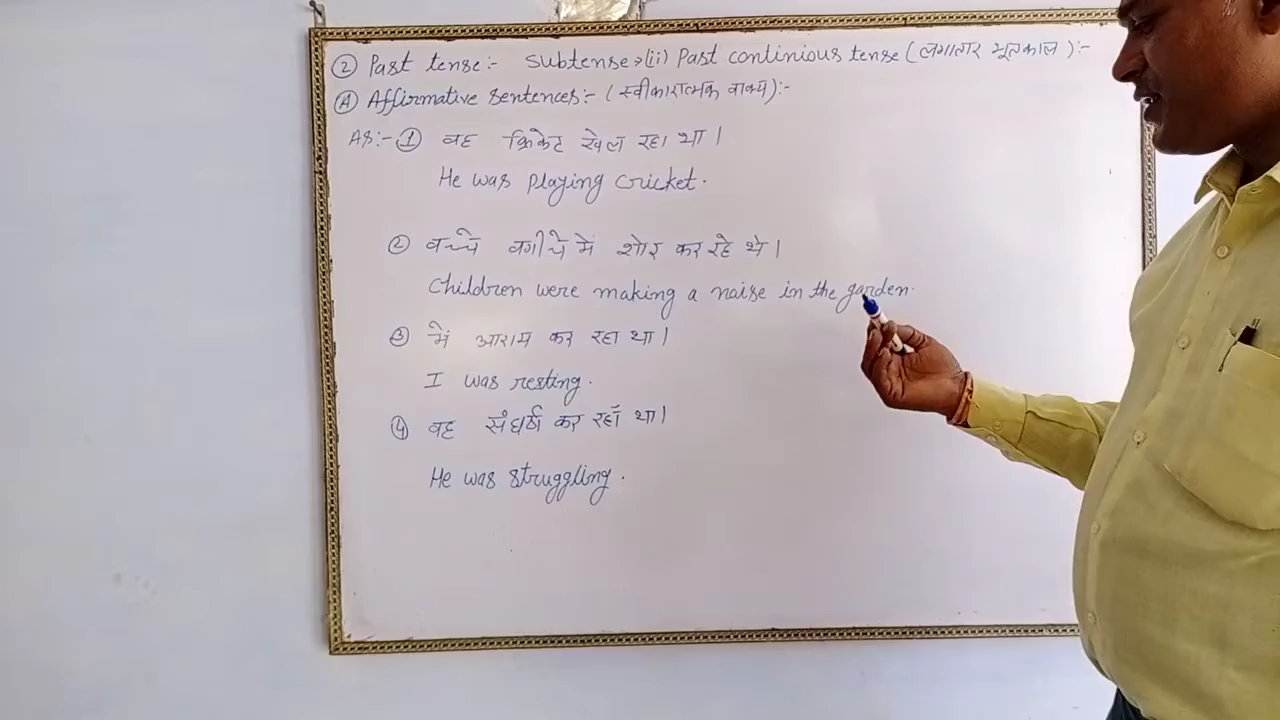 ② Past tense:- Subtense→(ii) Past continious tense (लगातार भूतकाल):-
Ⓐ Affirmative Sentences:- (स्वीकारात्मक वाक्य):-
As:- ① वह क्रिकेट खेल रहा था।
He was playing cricket.
② बच्चे बगीचे में शोर कर रहे थे।
Children were making a noise in the garden.
③ में आराम कर रहा था।
I was resting.
④ वह संघर्ष कर रहाँ था।
He was struggling.